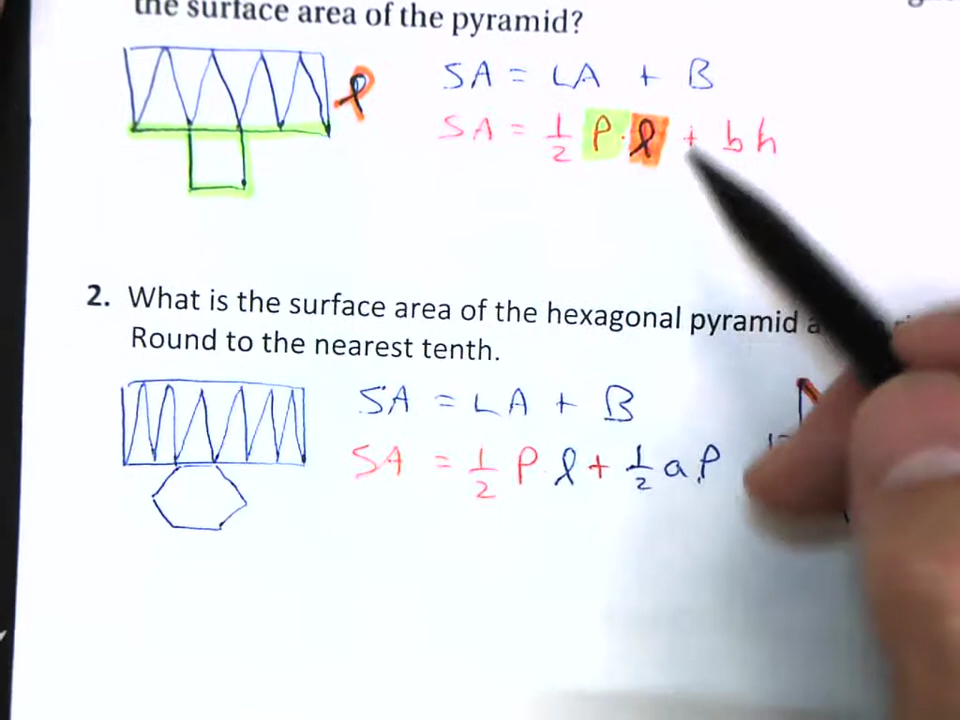 the surface area of the pyramid?
ℓ
SA = LA + B
SA = 1/2 P·ℓ + bh
2. What is the surface area of the hexagonal pyramid
Round to the nearest tenth.
SA = LA + B
SA = 1/2 P ℓ + 1/2 a P